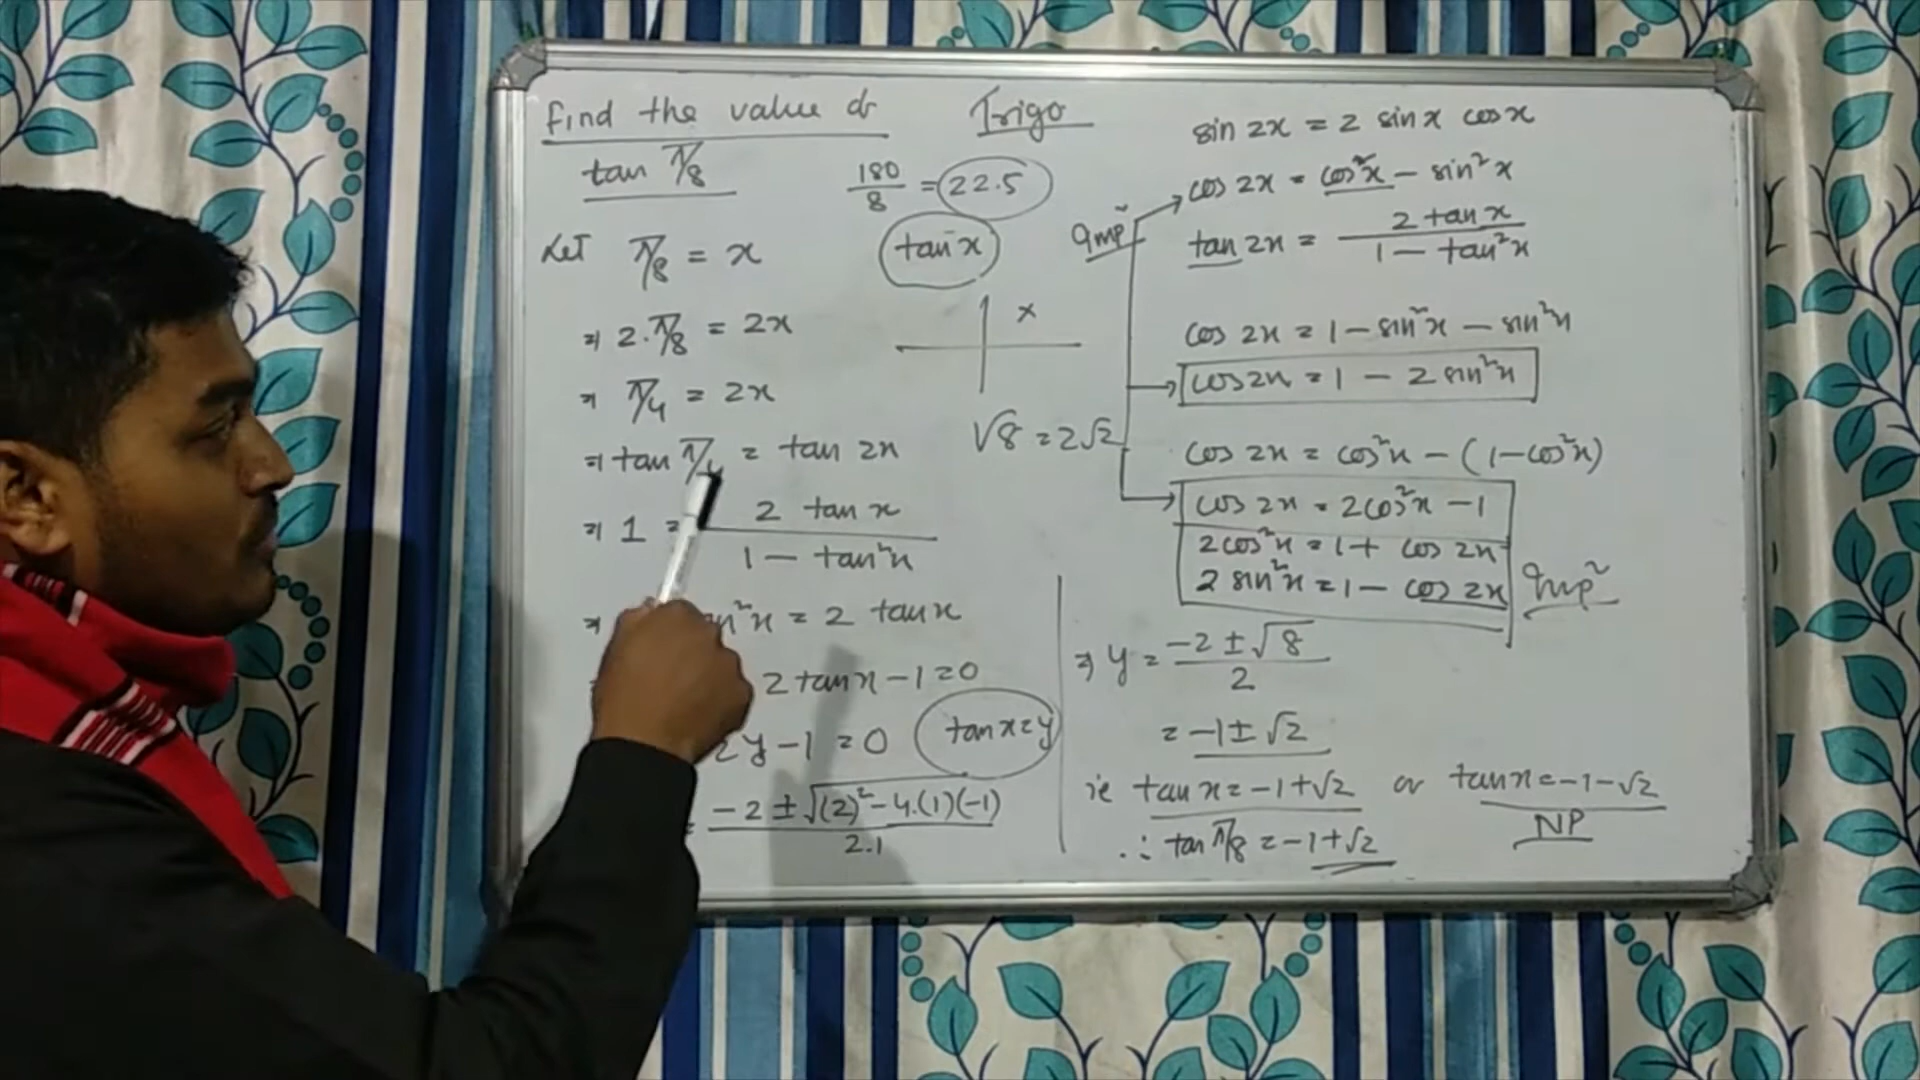 Find the value of
tan π/8
Trigo
180/8 = 22.5
Let π/8 = x
tan x
⇒ 2.π/8 = 2x
x
⇒ π/4 = 2x
√8 = 2√2
⇒ tan π/4 = tan 2x
⇒ 1 = 2 tan x / 1 - tan²x
⇒ an²x = 2 tan x
2 tan x - 1 = 0
2y - 1 = 0
tan x = y
= -2 ± √(2)² - 4.(1)(-1) / 2.1
sin 2x = 2 sin x cos x
Imp
cos 2x = cos²x - sin²x
tan 2x = 2 tan x / 1 - tan²x
cos 2x = 1 - sin²x - sin²x
cos 2x = 1 - 2 sin²x
cos 2x = cos²x - (1 - cos²x)
cos 2x = 2cos²x - 1
2cos²x = 1 + cos 2x
2 sin²x = 1 - cos 2x
Imp
⇒ y = -2 ± √8 / 2
= -1 ± √2
ie tan x = -1 + √2 or tan x = -1 - √2
NP
∴ tan π/8 = -1 + √2